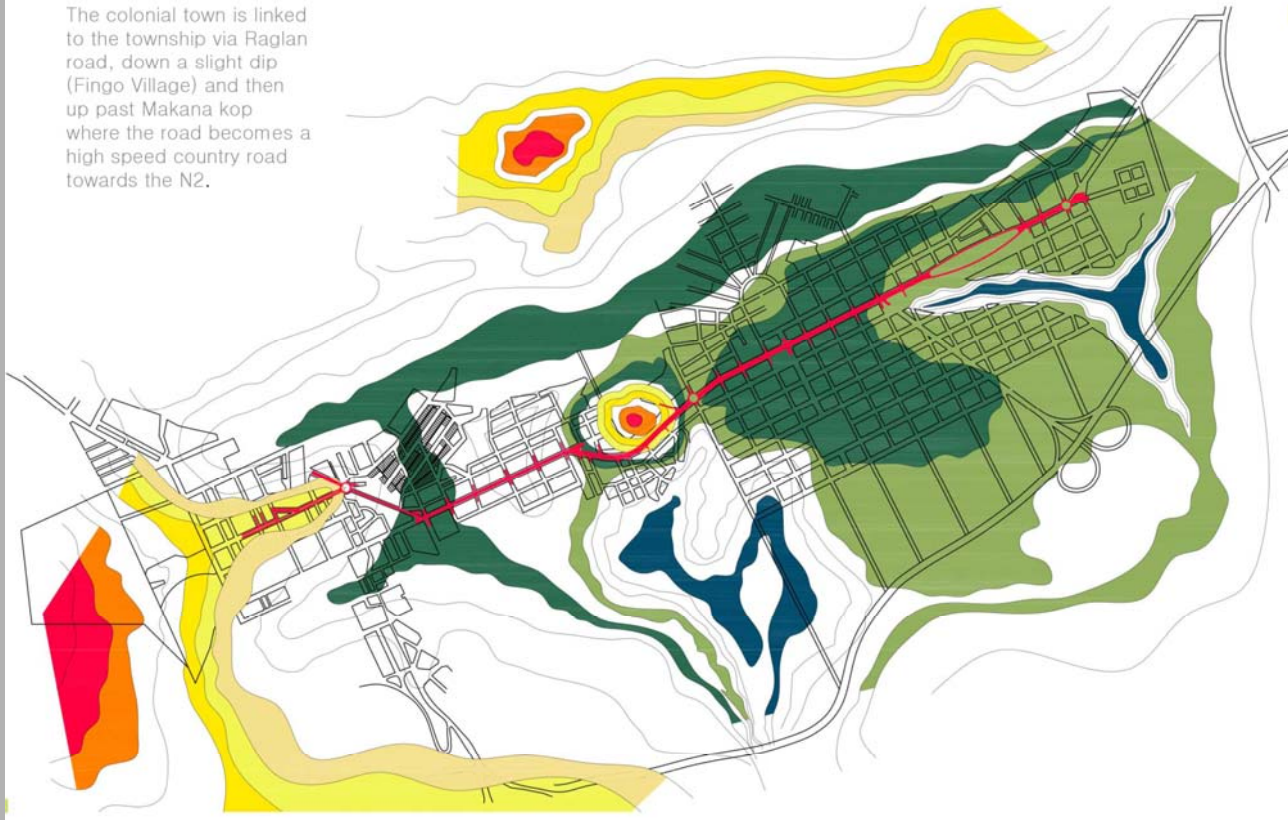 The colonial town is linked
to the township via Raglan
road, down a slight dip
(Fingo Village) and then
up past Makana kop
where the road becomes a
high speed country road
towards the N2.